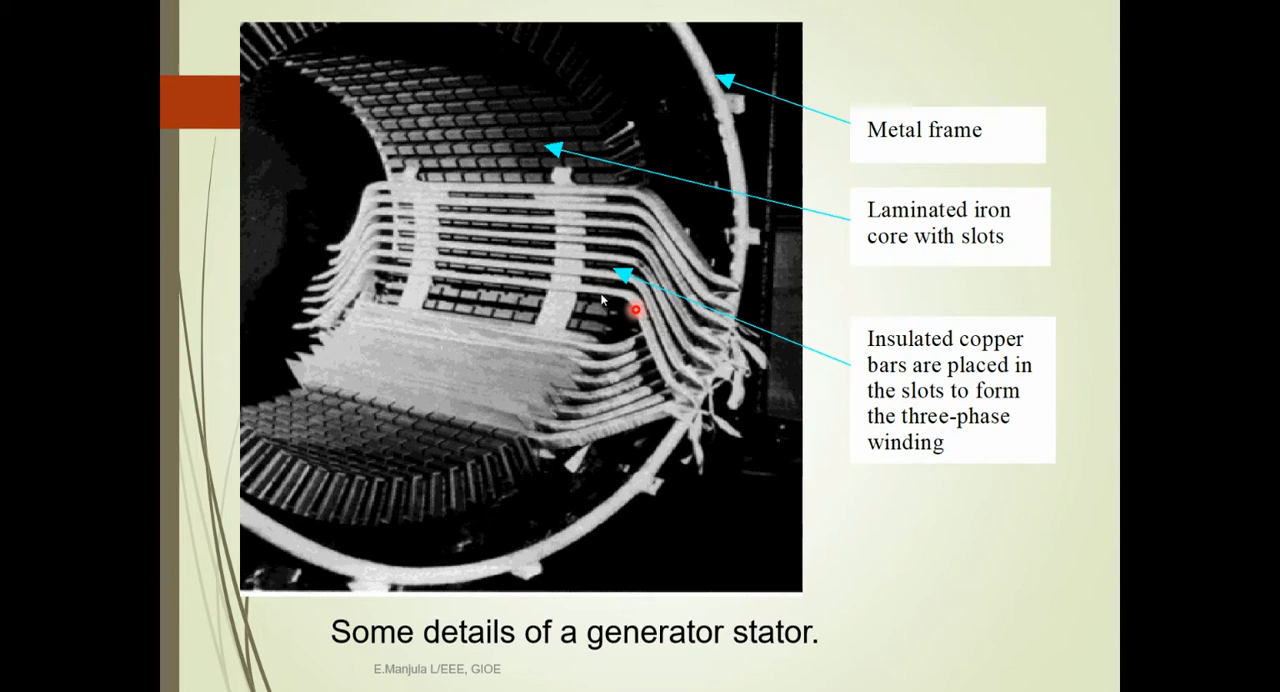 Metal frame
Laminated iron
core with slots
Insulated copper
bars are placed in
the slots to form
the three-phase
winding
Some details of a generator stator.
E.Manjula L/EEE, GIOE